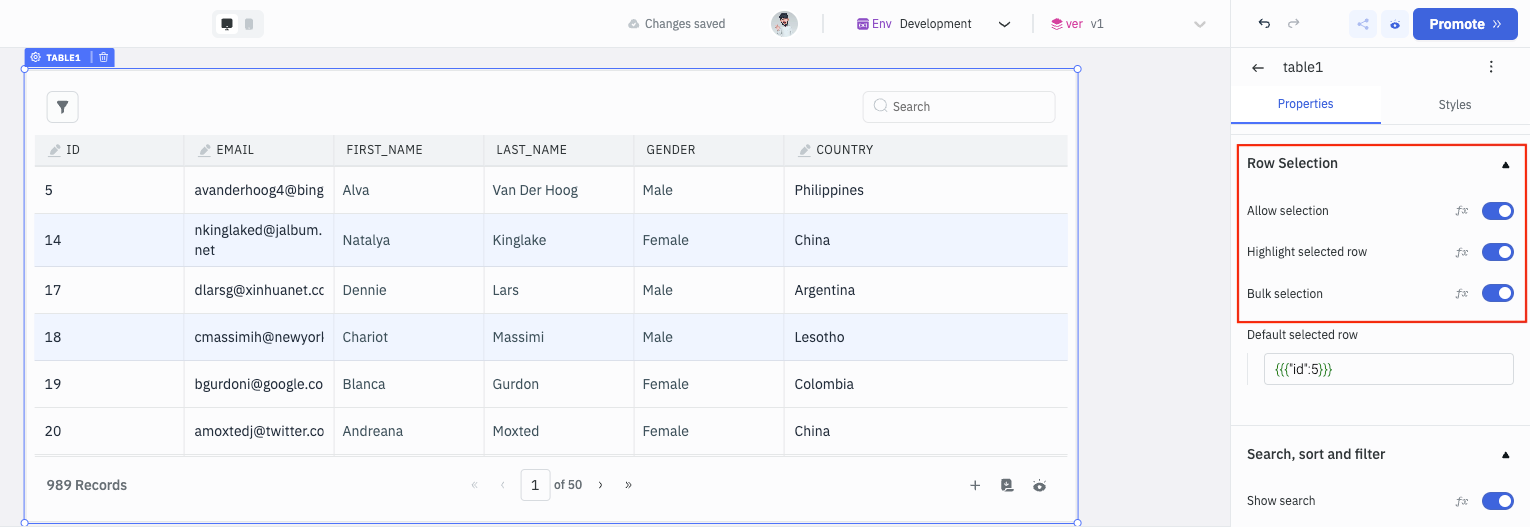 Changes saved
Env Development
ver v1
Promote »
TABLE1
table1
Properties
Styles
Search
ID EMAIL FIRST_NAME LAST_NAME GENDER COUNTRY
5 avanderhoog4@bing Alva Van Der Hoog Male Philippines
14 nkinglaked@jalbum.
net Natalya Kinglake Female China
17 dlarsg@xinhuanet.cc Dennie Lars Male Argentina
18 cmassimih@newyork Chariot Massimi Male Lesotho
19 bgurdoni@google.co Blanca Gurdon Female Colombia
20 amoxtedj@twitter.co Andreana Moxted Female China
989 Records
« ‹ 1 of 50 › »
Row Selection
Allow selection fx
Highlight selected row fx
Bulk selection fx
Default selected row
{{{"id":5}}}
Search, sort and filter
Show search fx